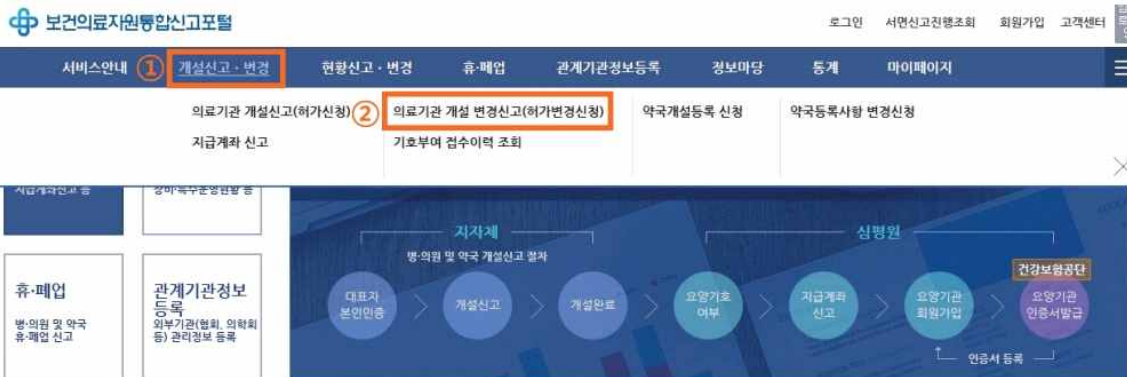 보건의료자원통합신고포털
로그인 서면신고진행조회 회원가입 고객센터
서비스안내 ① 개설신고·변경 현황신고·변경 휴·폐업 관계기관정보등록 정보마당 통계 마이페이지
의료기관 개설신고(허가신청) ② 의료기관 개설 변경신고(허가변경신청) 약국개설등록 신청 약국등록사항 변경신청
지급계좌 신고 기호부여 접수이력 조회
지급계좌신고 등
지자제 심평원
병·의원 및 약국 개설신고 절차
건강보험공단
휴·폐업
병·의원 및 약국
휴·폐업 신고
관계기관정보
등록
외부기관(협회, 의학회
등) 관리정보 등록
대표자
본인인증
개설신고
개설완료
요양기호
여부
지급계좌
신고
요양기관
회원가입
요양기관
인증서발급
인증서 등록